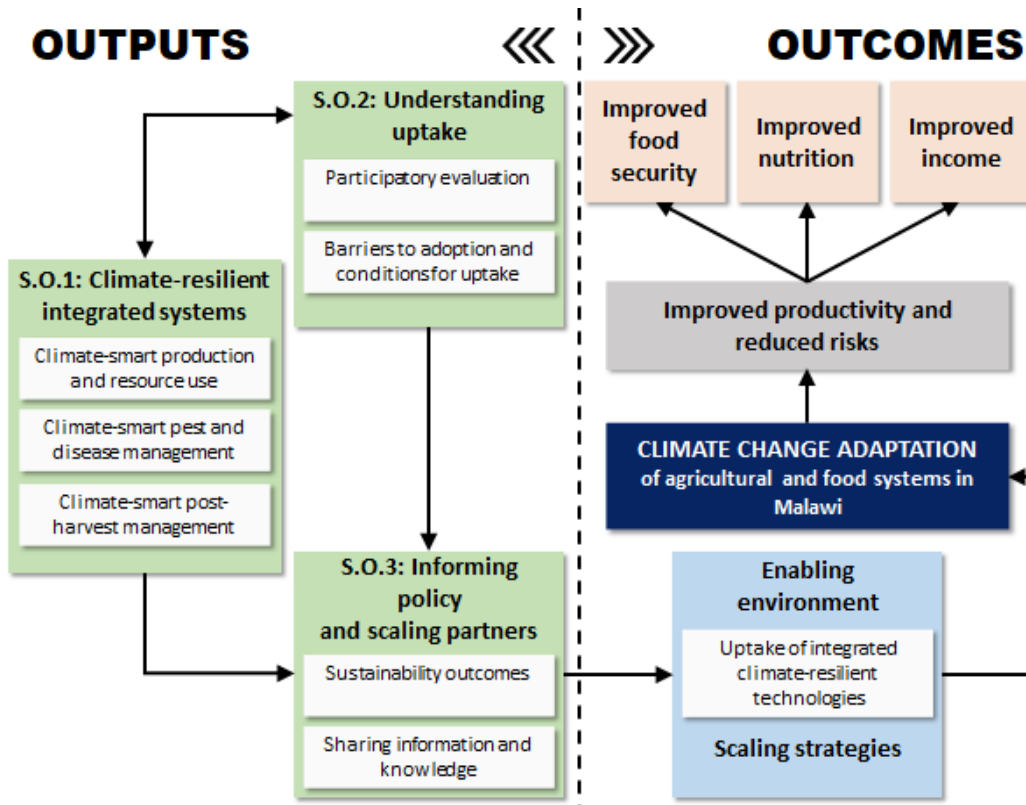 OUTPUTS
OUTCOMES
S.O.2: Understanding
uptake
Participatory evaluation
Barriers to adoption and
conditions for uptake
S.O.1: Climate-resilient
integrated systems
Climate-smart production
and resource use
Climate-smart pest and
disease management
Climate-smart post-
harvest management
S.O.3: Informing
policy
and scaling partners
Sustainability outcomes
Sharing information and
knowledge
Improved
food
security
Improved
nutrition
Improved
income
Improved productivity and
reduced risks
CLIMATE CHANGE ADAPTATION
of agricultural and food systems in
Malawi
Enabling
environment
Uptake of integrated
climate-resilient
technologies
Scaling strategies